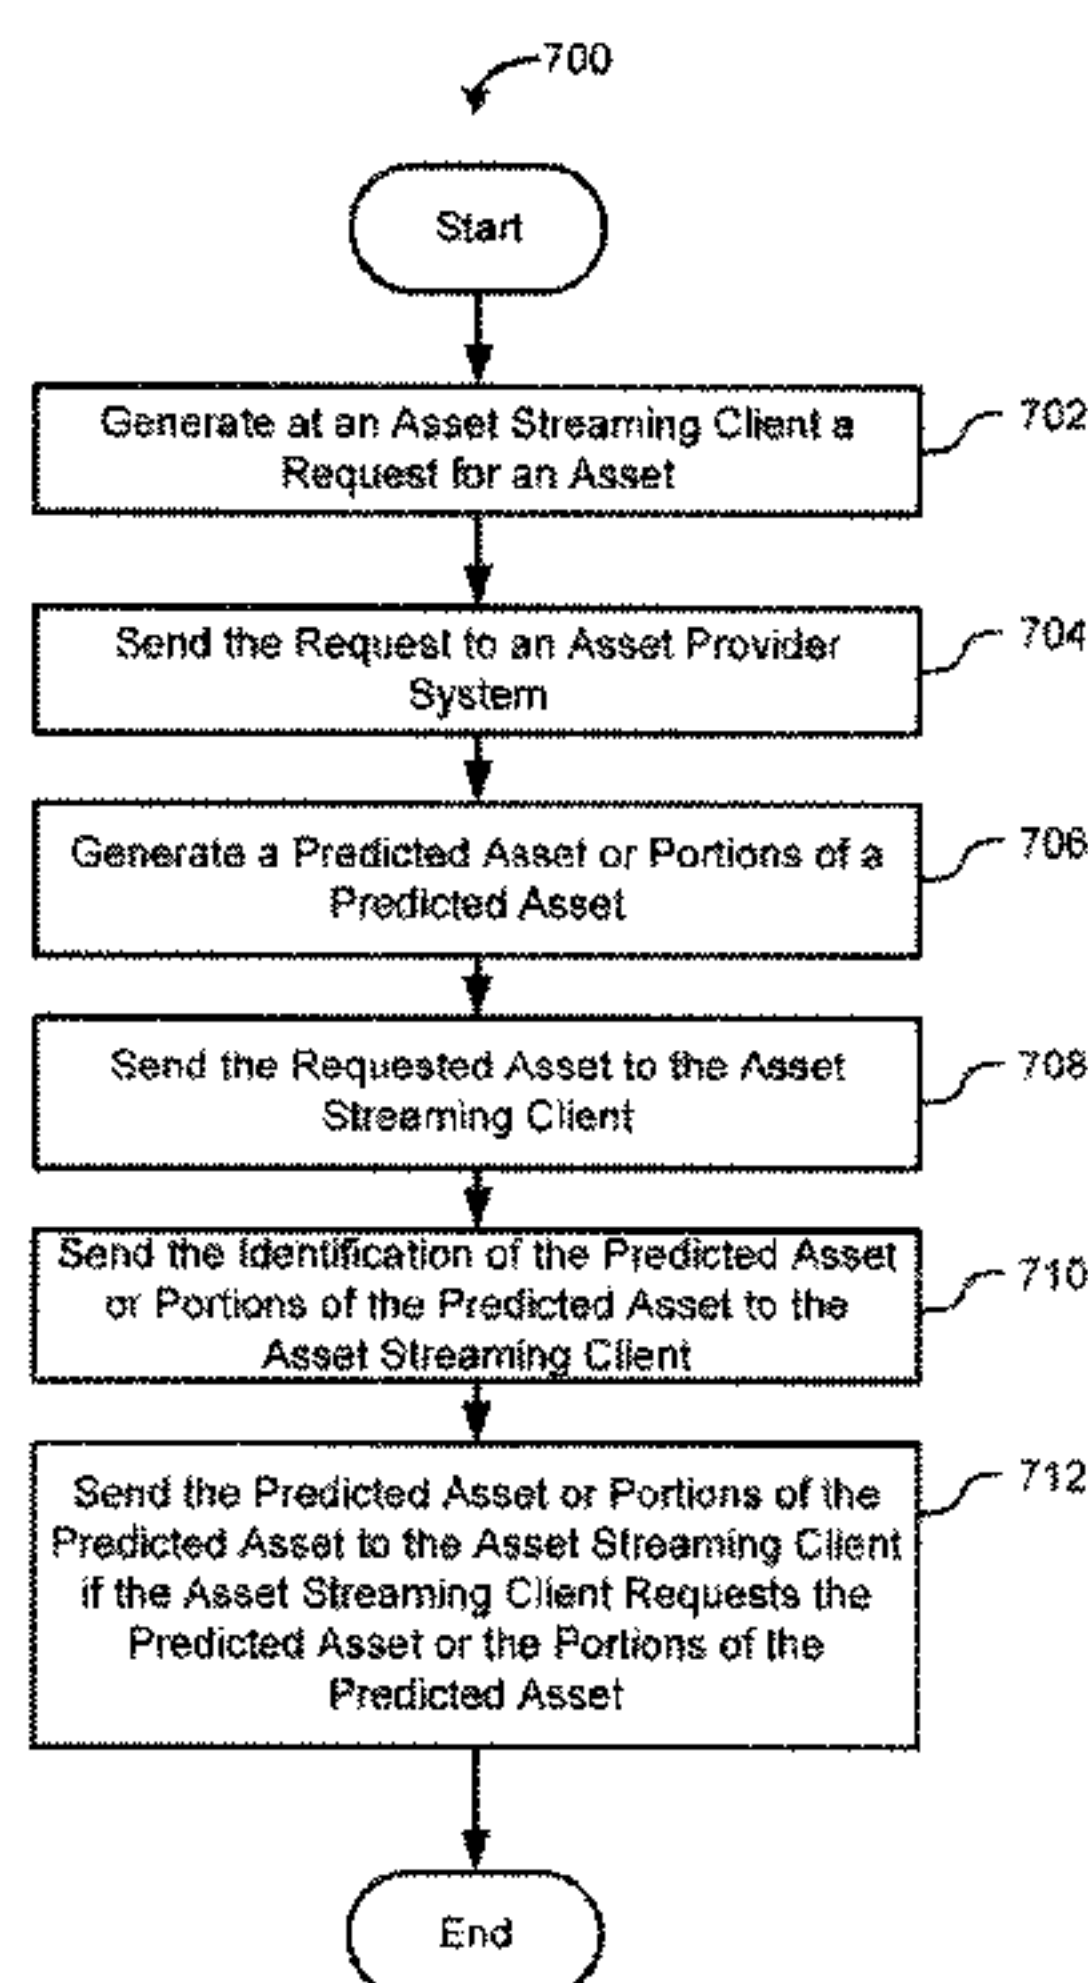 700
Start
Generate at an Asset Streaming Client a
Request for an Asset
702
Send the Request to an Asset Provider
System
704
Generate a Predicted Asset or Portions of a
Predicted Asset
706
Send the Requested Asset to the Asset
Streaming Client
708
Send the Identification of the Predicted Asset
or Portions of the Predicted Asset to the
Asset Streaming Client
710
Send the Predicted Asset or Portions of the
Predicted Asset to the Asset Streaming Client
if the Asset Streaming Client Requests the
Predicted Asset or the Portions of the
Predicted Asset
712
End